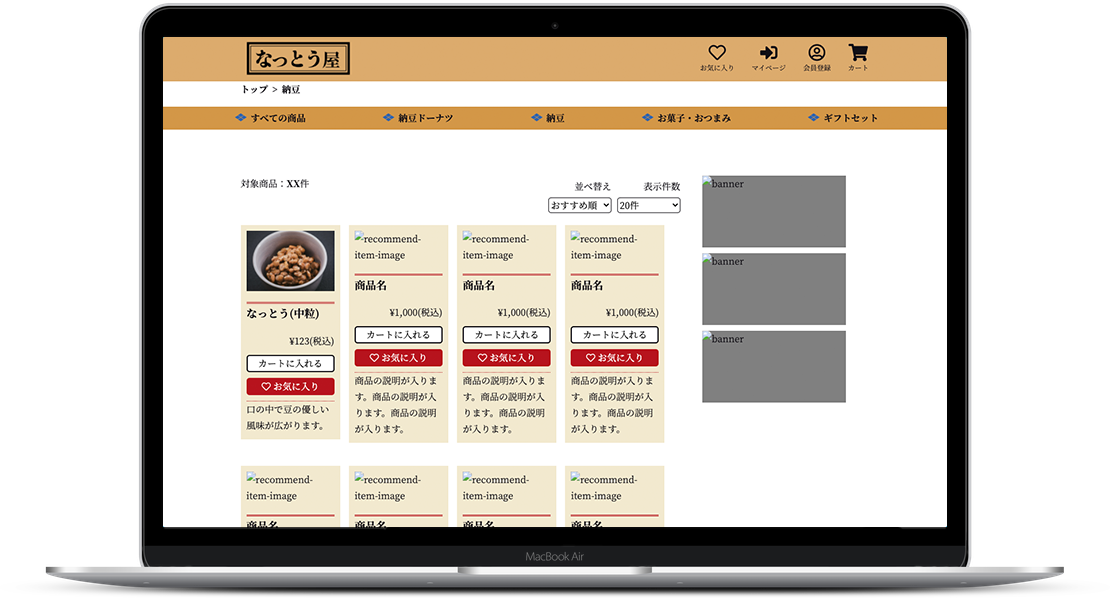 なっとう屋
お気に入り マイページ 会員登録 カート
トップ > 納豆
すべての商品 納豆ドーナツ 納豆 お菓子・おつまみ ギフトセット
対象商品：XX件
並べ替え 表示件数
おすすめ順 20件
banner
banner
banner
なっとう(中粒)
¥123(税込)
カートに入れる
お気に入り
口の中で豆の優しい
風味が広がります。
recommend-
item-image
商品名
¥1,000(税込)
カートに入れる
お気に入り
商品の説明が入りま
す。商品の説明が入
ります。商品の説明
が入ります。
recommend-
item-image
商品名
¥1,000(税込)
カートに入れる
お気に入り
商品の説明が入りま
す。商品の説明が入
ります。商品の説明
が入ります。
recommend-
item-image
商品名
¥1,000(税込)
カートに入れる
お気に入り
商品の説明が入りま
す。商品の説明が入
ります。商品の説明
が入ります。
recommend-
item-image
商品名
recommend-
item-image
商品名
recommend-
item-image
商品名
recommend-
item-image
商品名
MacBook Air